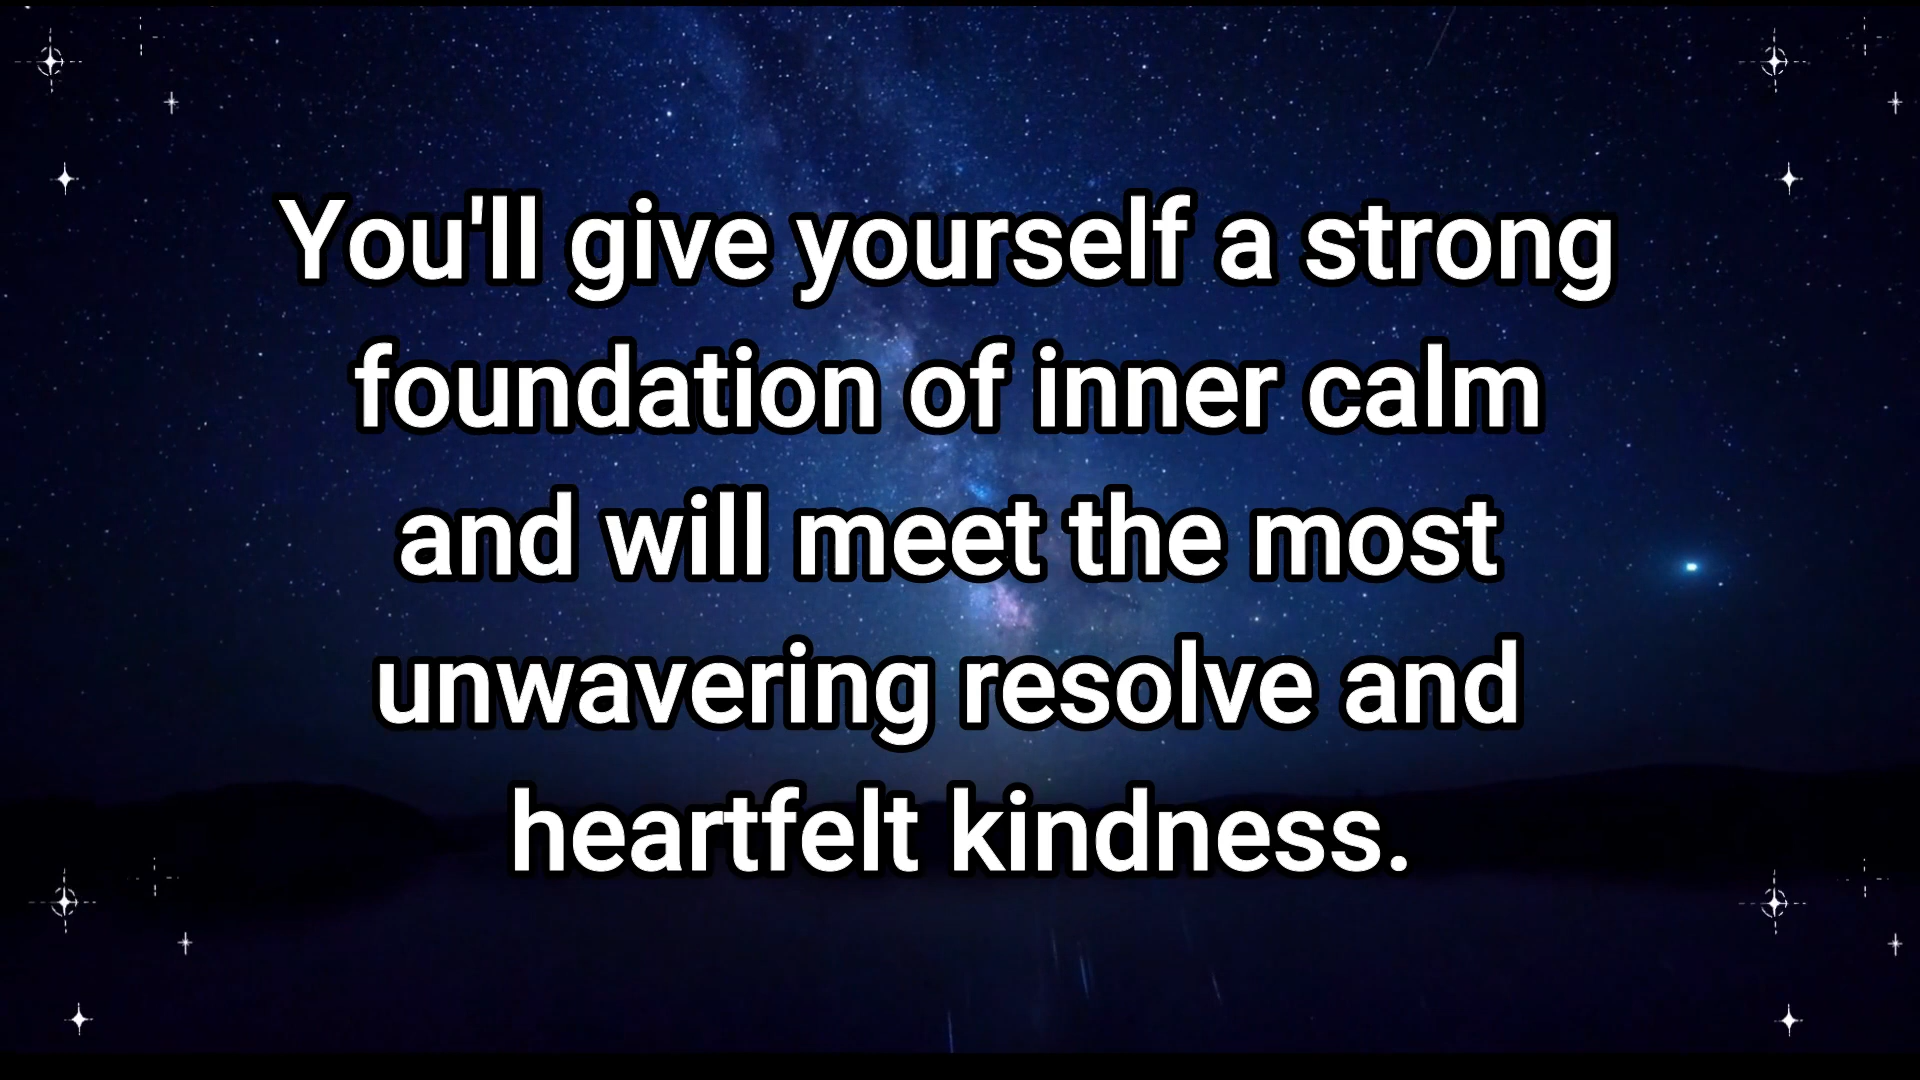 You'll give yourself a strong
foundation of inner calm
and will meet the most
unwavering resolve and
heartfelt kindness.